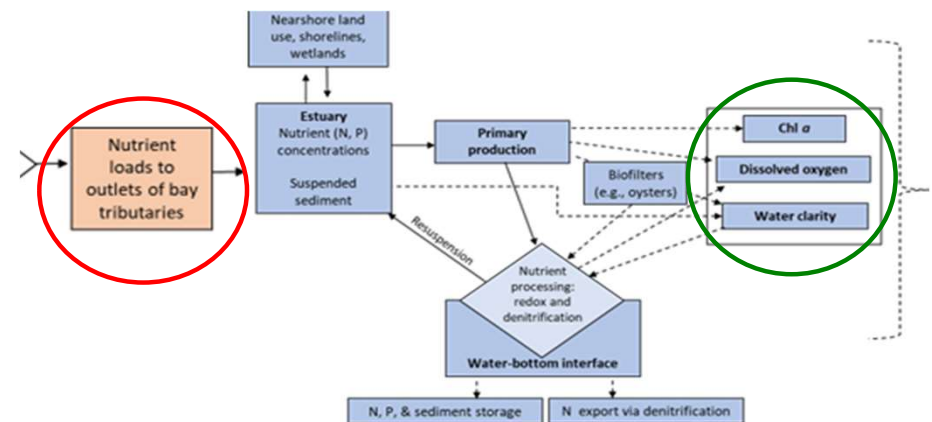 Nearshore land
use, shorelines,
wetlands
Nutrient
loads to
outlets of bay
tributaries
Estuary
Nutrient (N, P)
concentrations
Suspended
sediment
Primary
production
Biofilters
(e.g., oysters)
Chl a
Dissolved oxygen
Water clarity
Resuspension
Nutrient
processing:
redox and
denitrification
Water-bottom interface
N, P, & sediment storage
N export via denitrification